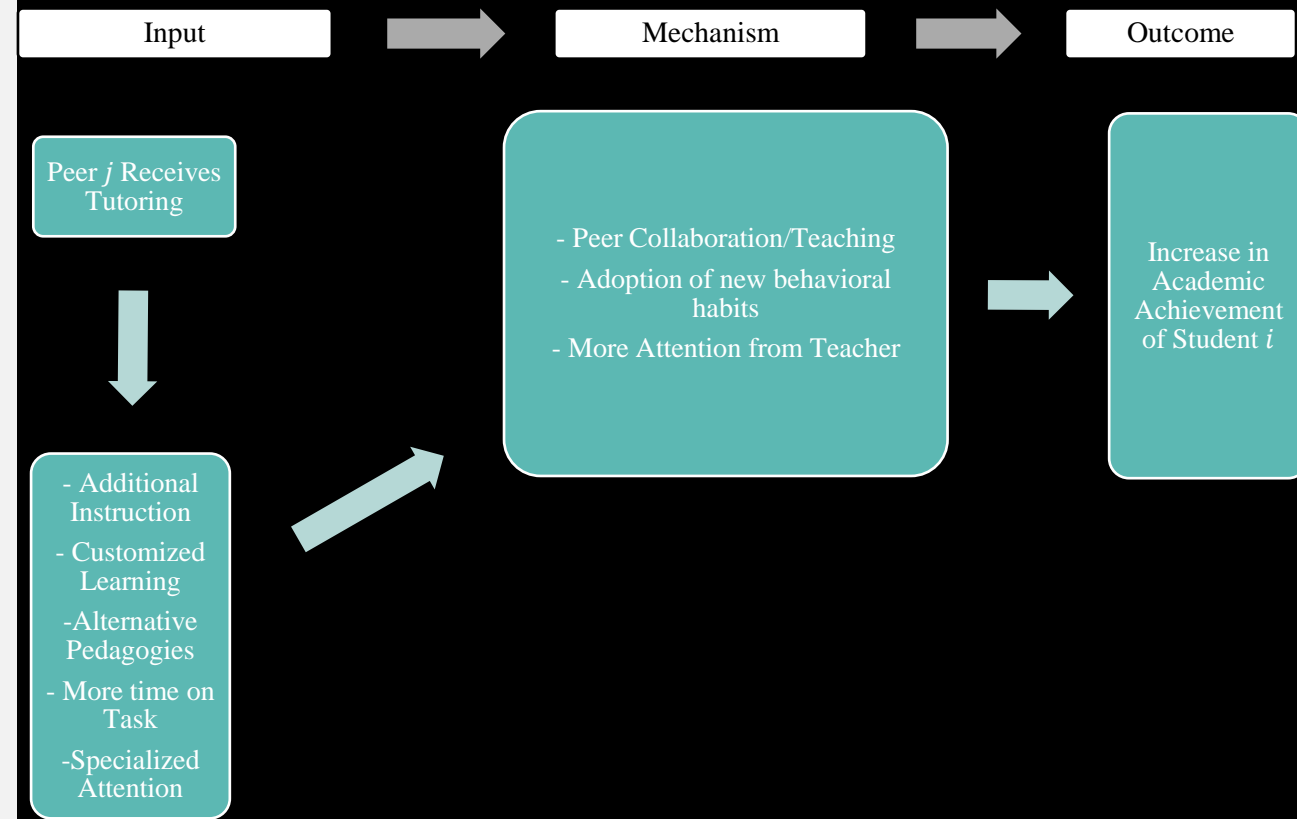 Input
Mechanism
Outcome
Peer j Receives
Tutoring
- Additional
Instruction
- Customized
Learning
-Alternative
Pedagogies
- More time on
Task
-Specialized
Attention
- Peer Collaboration/Teaching
- Adoption of new behavioral
habits
- More Attention from Teacher
Increase in
Academic
Achievement
of Student i